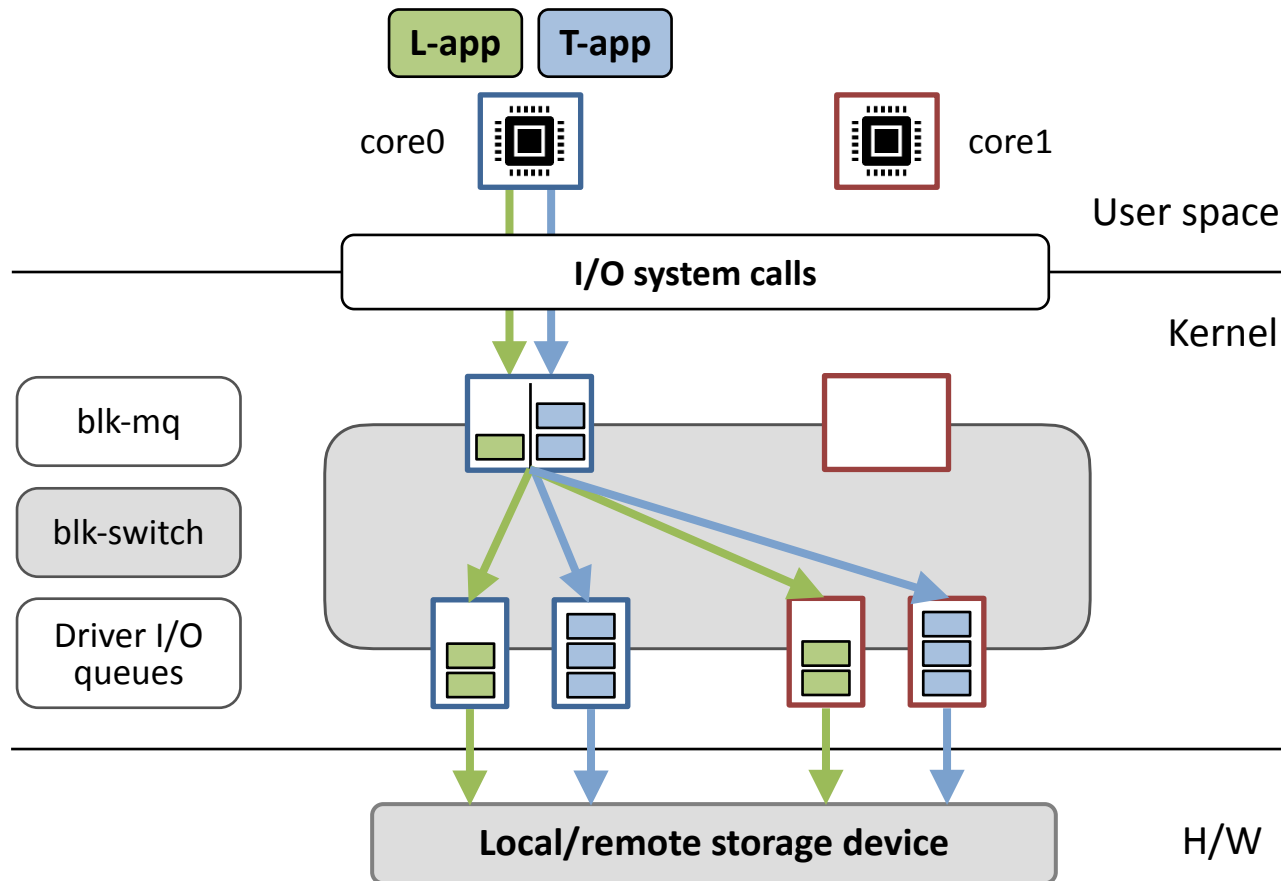 L-app
T-app
core0
core1
User space
I/O system calls
Kernel
blk-mq
blk-switch
Driver I/O
queues
Local/remote storage device
H/W